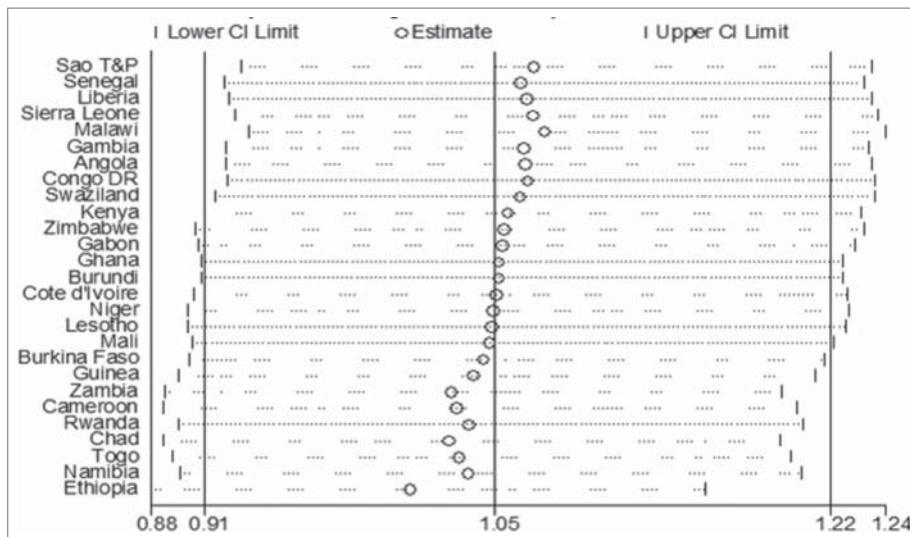 Lower CI Limit Estimate Upper CI Limit
Sao T&P
Senegal
Liberia
Sierra Leone
Malawi
Gambia
Angola
Congo DR
Swaziland
Kenya
Zimbabwe
Gabon
Ghana
Burundi
Cote d'Ivoire
Niger
Lesotho
Mali
Burkina Faso
Guinea
Zambia
Cameroon
Rwanda
Chad
Togo
Namibia
Ethiopia
0.88 0.91 1.05 1.22 1.24